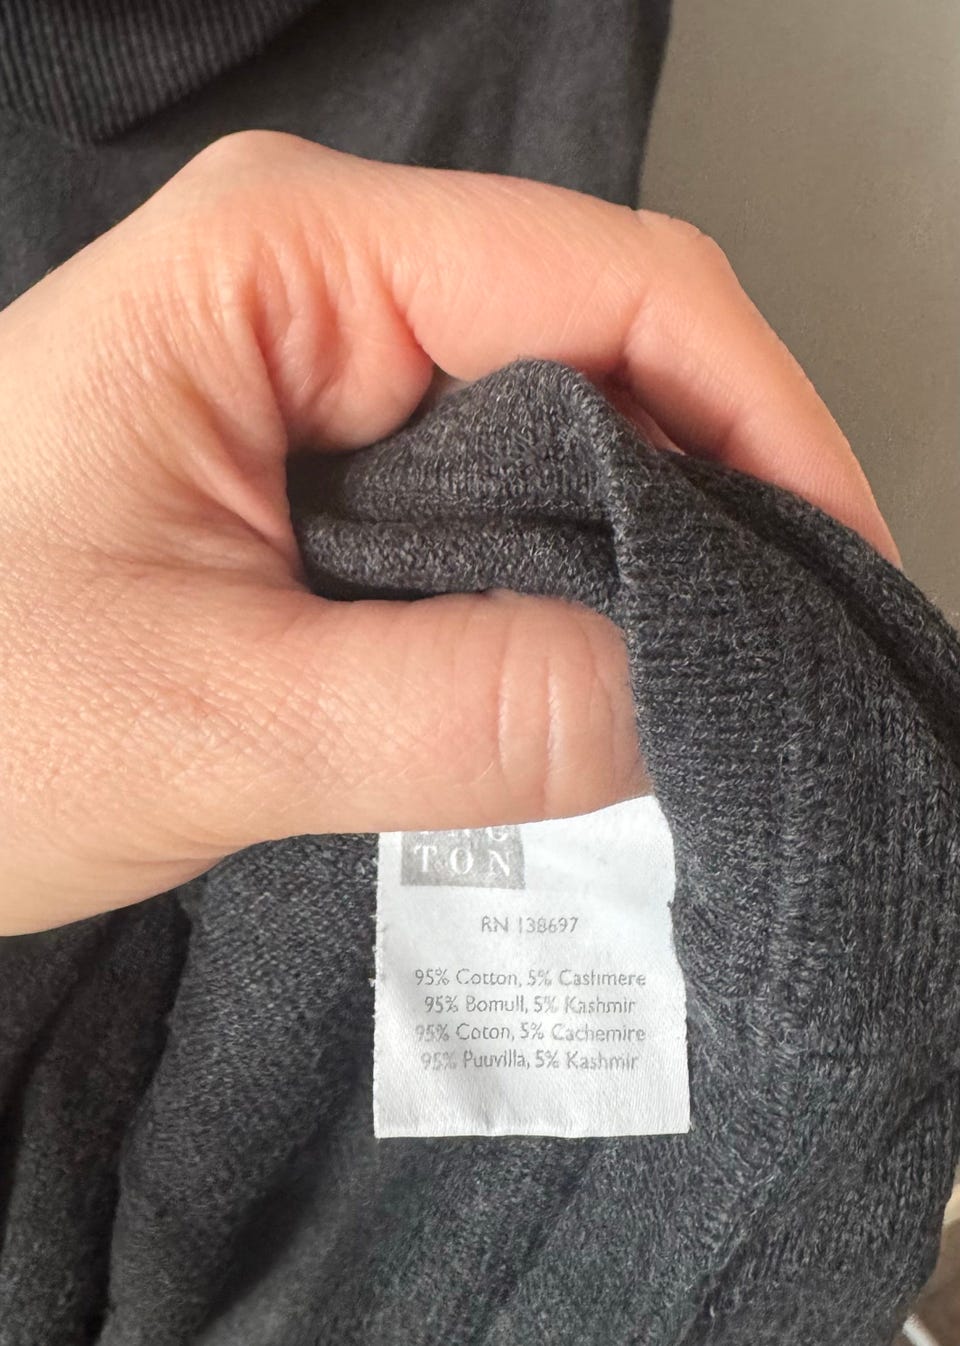 TON
RN 138697
95% Cotton, 5% Cashmere
95% Bomull, 5% Kashmir
95% Coton, 5% Cachemire
95% Puuvilla, 5% Kashmir